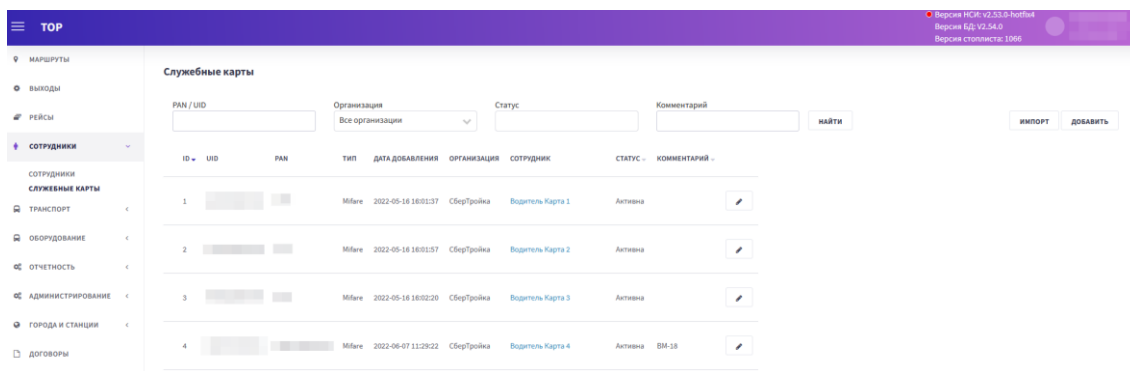 TOP
Версия НСИ: v2.53.0-hotfix4
Версия БД: V2.54.0
Версия стоплиста: 1066
МАРШРУТЫ
ВЫХОДЫ
РЕЙСЫ
СОТРУДНИКИ
СОТРУДНИКИ
СЛУЖЕБНЫЕ КАРТЫ
ТРАНСПОРТ
ОБОРУДОВАНИЕ
ОТЧЕТНОСТЬ
АДМИНИСТРИРОВАНИЕ
ГОРОДА И СТАНЦИИ
ДОГОВОРЫ
Служебные карты
PAN / UID Организация Статус Комментарий
Все организации НАЙТИ ИМПОРТ ДОБАВИТЬ
ID UID PAN ТИП ДАТА ДОБАВЛЕНИЯ ОРГАНИЗАЦИЯ СОТРУДНИК СТАТУС КОММЕНТАРИЙ
1 Mifare 2022-05-16 16:01:37 СберТройка Водитель Карта 1 Активна
2 Mifare 2022-05-16 16:01:57 СберТройка Водитель Карта 2 Активна
3 Mifare 2022-05-16 16:02:20 СберТройка Водитель Карта 3 Активна
4 Mifare 2022-06-07 11:29:22 СберТройка Водитель Карта 4 Активна BM-18